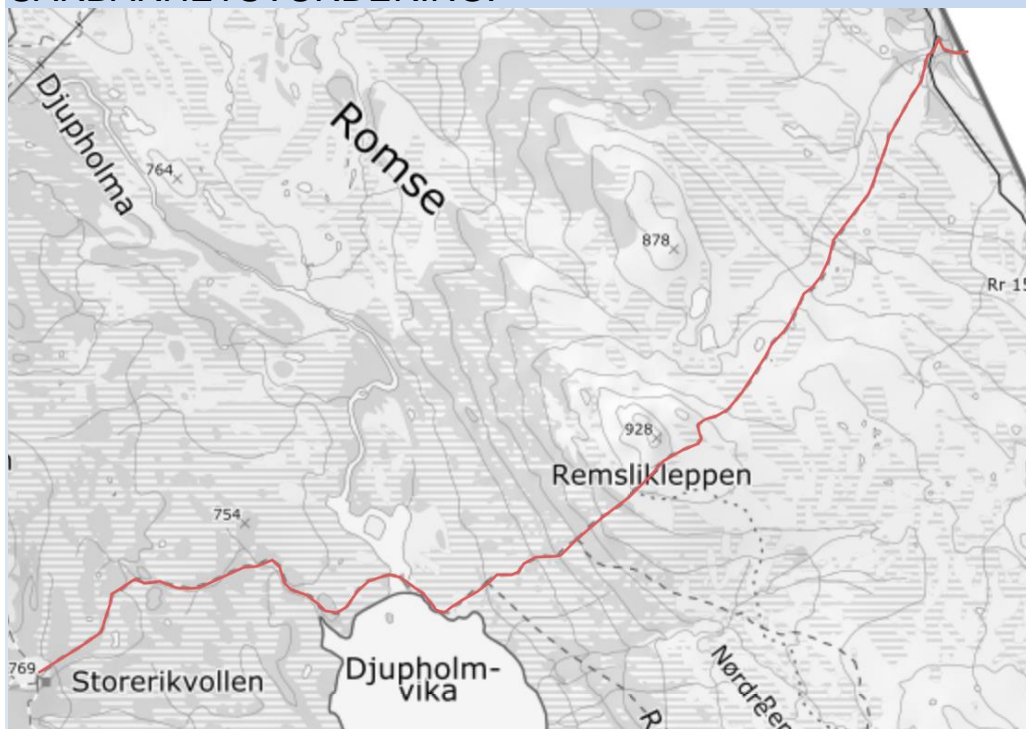 Djupholma
764
Romse
878
Rr 15
928
Remslikleppen
754
769
Storerikvollen
Djupholm-
vika
Nørdre
R